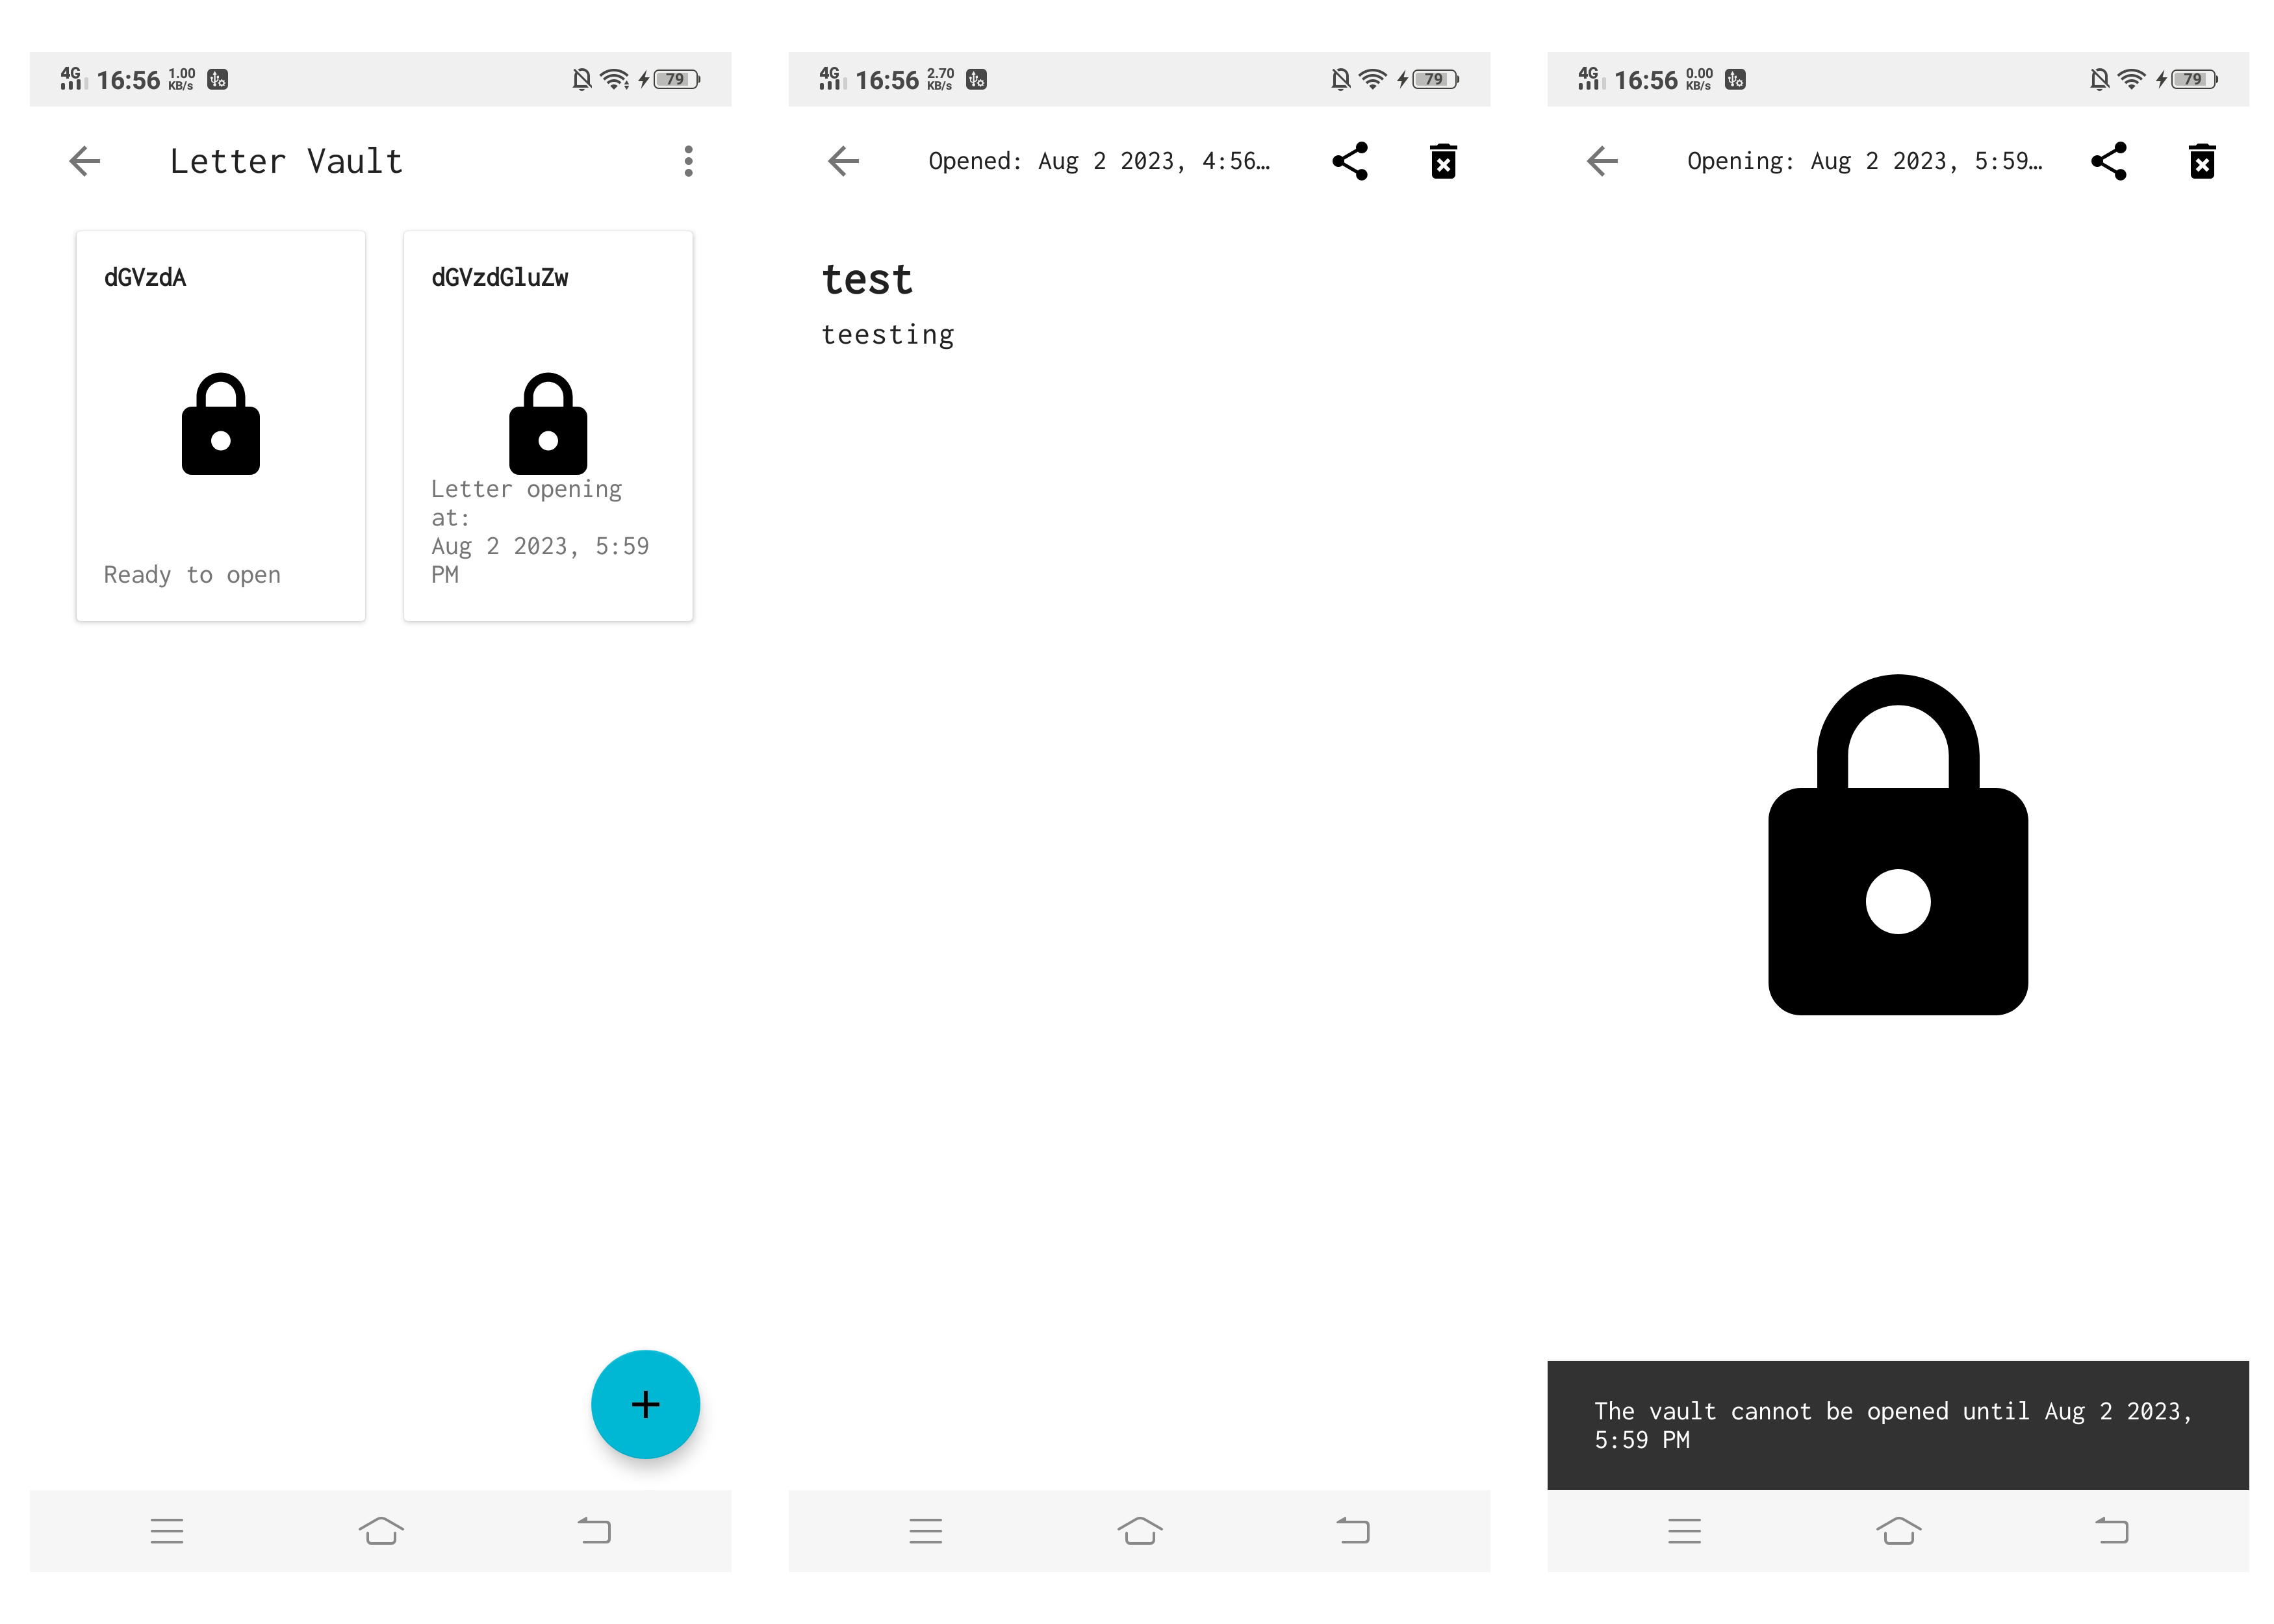 4G 16:56 1.00 KB/s 79
Letter Vault
dGVzdA
Ready to open
dGVzdGluZw
Letter opening
at:
Aug 2 2023, 5:59
PM
4G 16:56 2.70 KB/s 79
Opened: Aug 2 2023, 4:56…
test
teesting
4G 16:56 0.00 KB/s 79
Opening: Aug 2 2023, 5:59…
The vault cannot be opened until Aug 2 2023,
5:59 PM